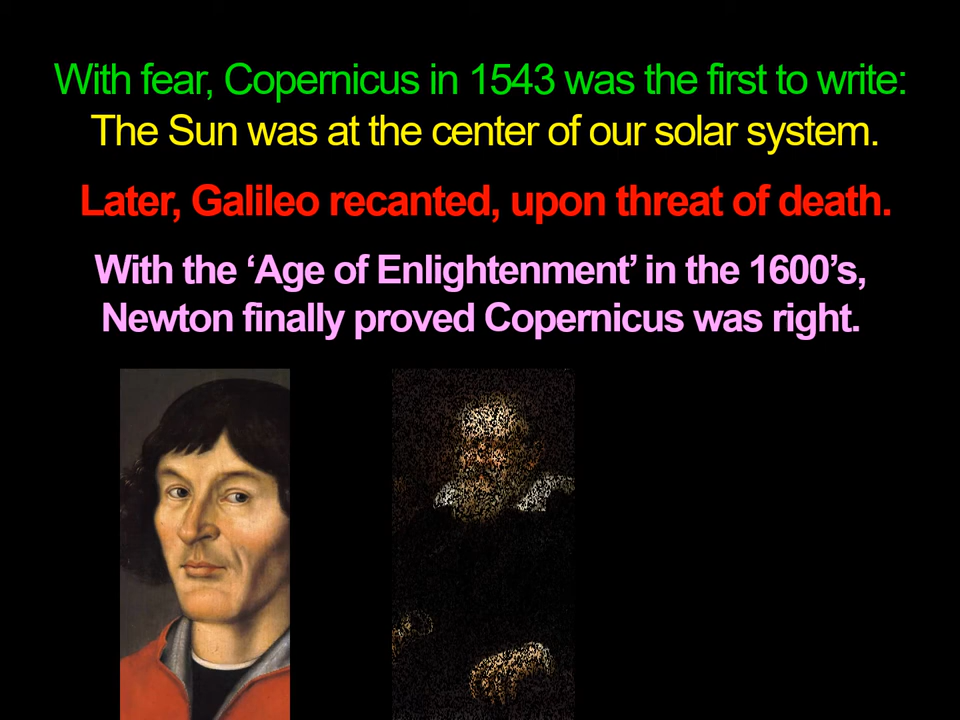 With fear, Copernicus in 1543 was the first to write:
The Sun was at the center of our solar system.
Later, Galileo recanted, upon threat of death.
With the ‘Age of Enlightenment’ in the 1600’s,
Newton finally proved Copernicus was right.